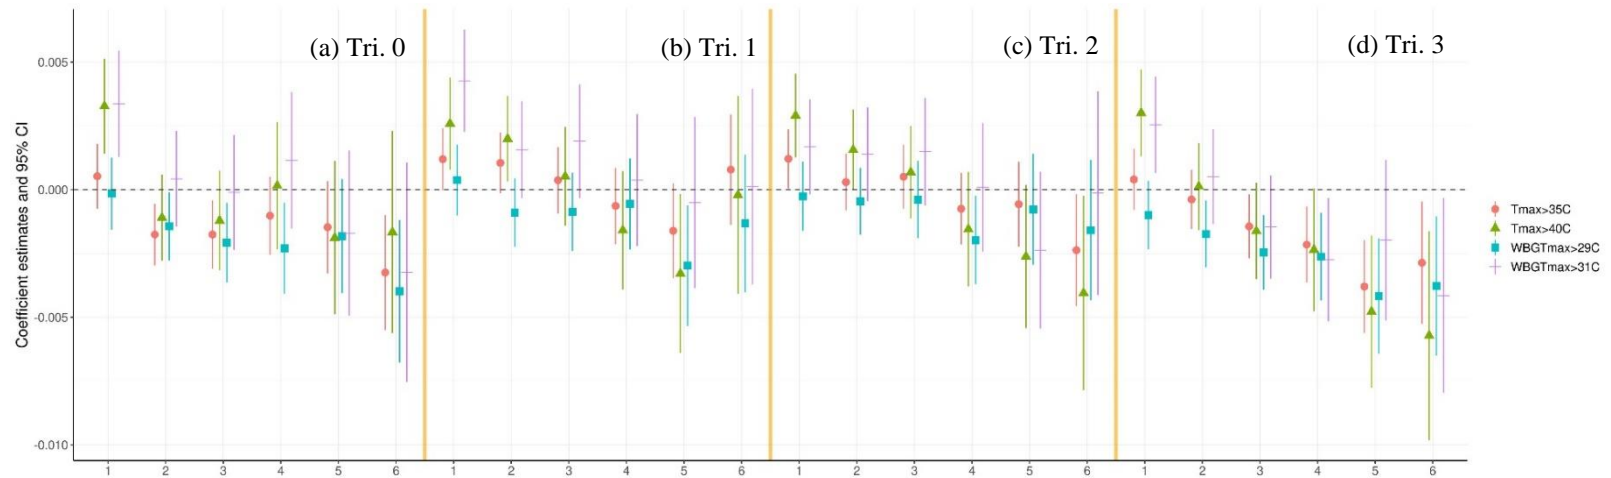 (a) Tri. 0
(b) Tri. 1
(c) Tri. 2
(d) Tri. 3
Coefficient estimates and 95% CI
0.005
0.000
-0.005
-0.010
1 2 3 4 5 6 1 2 3 4 5 6 1 2 3 4 5 6 1 2 3 4 5 6
Tmax>35C
Tmax>40C
WBGTmax>29C
WBGTmax>31C